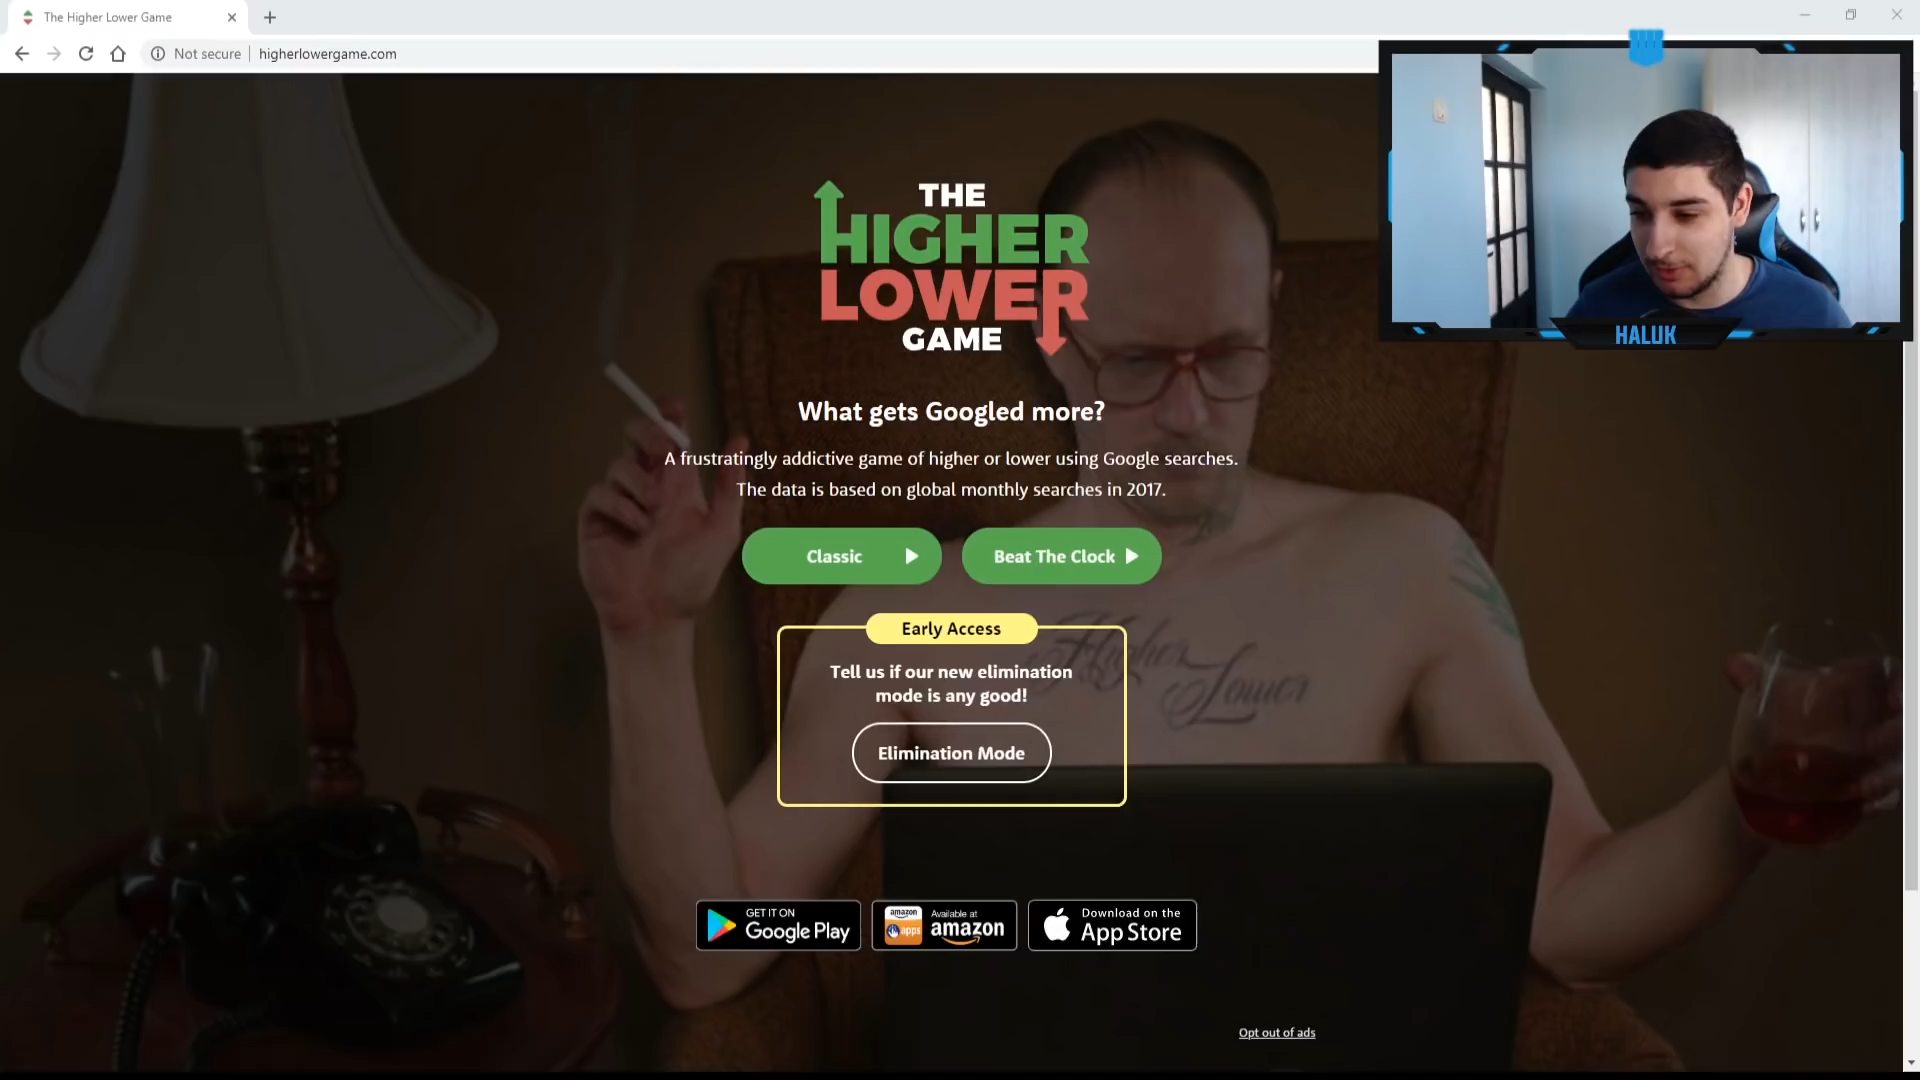 The Higher Lower Game
Not secure
higherlowergame.com
THE
HIGHER
LOWER
GAME
HALUK
What gets Googled more?
A frustratingly addictive game of higher or lower using Google searches.
The data is based on global monthly searches in 2017.
Classic
Beat The Clock
Early Access
Tell us if our new elimination
mode is any good!
Higher
Lower
Elimination Mode
GET IT ON
Google Play
amazon
apps
Available at
amazon
Download on the
App Store
Opt out of ads